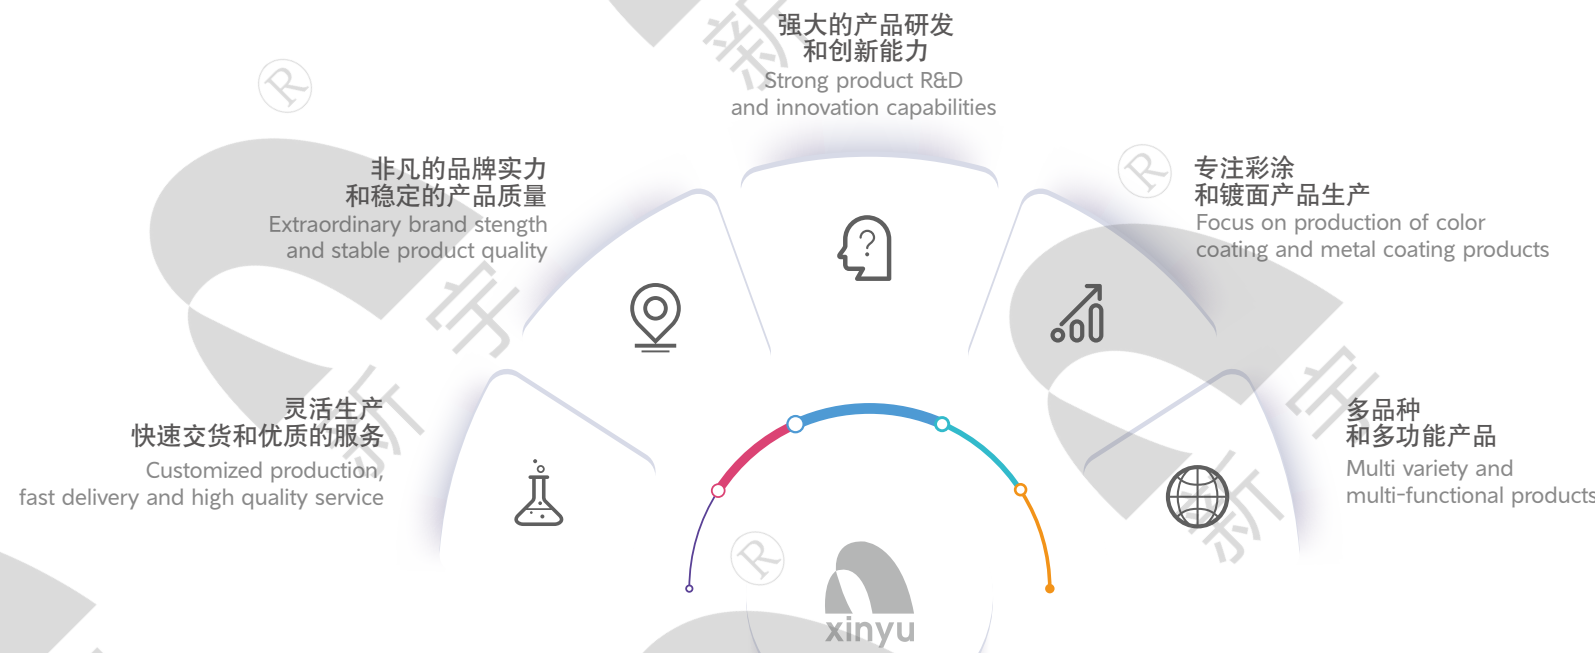 强大的产品研发
和创新能力
Strong product R&D
and innovation capabilities
非凡的品牌实力
和稳定的产品质量
Extraordinary brand stength
and stable product quality
专注彩涂
和镀面产品生产
Focus on production of color
coating and metal coating products
灵活生产
快速交货和优质的服务
Customized production,
fast delivery and high quality service
多品种
和多功能产品
Multi variety and
multi-functional products
xinyu
®
新宇
®
新宇
®
新